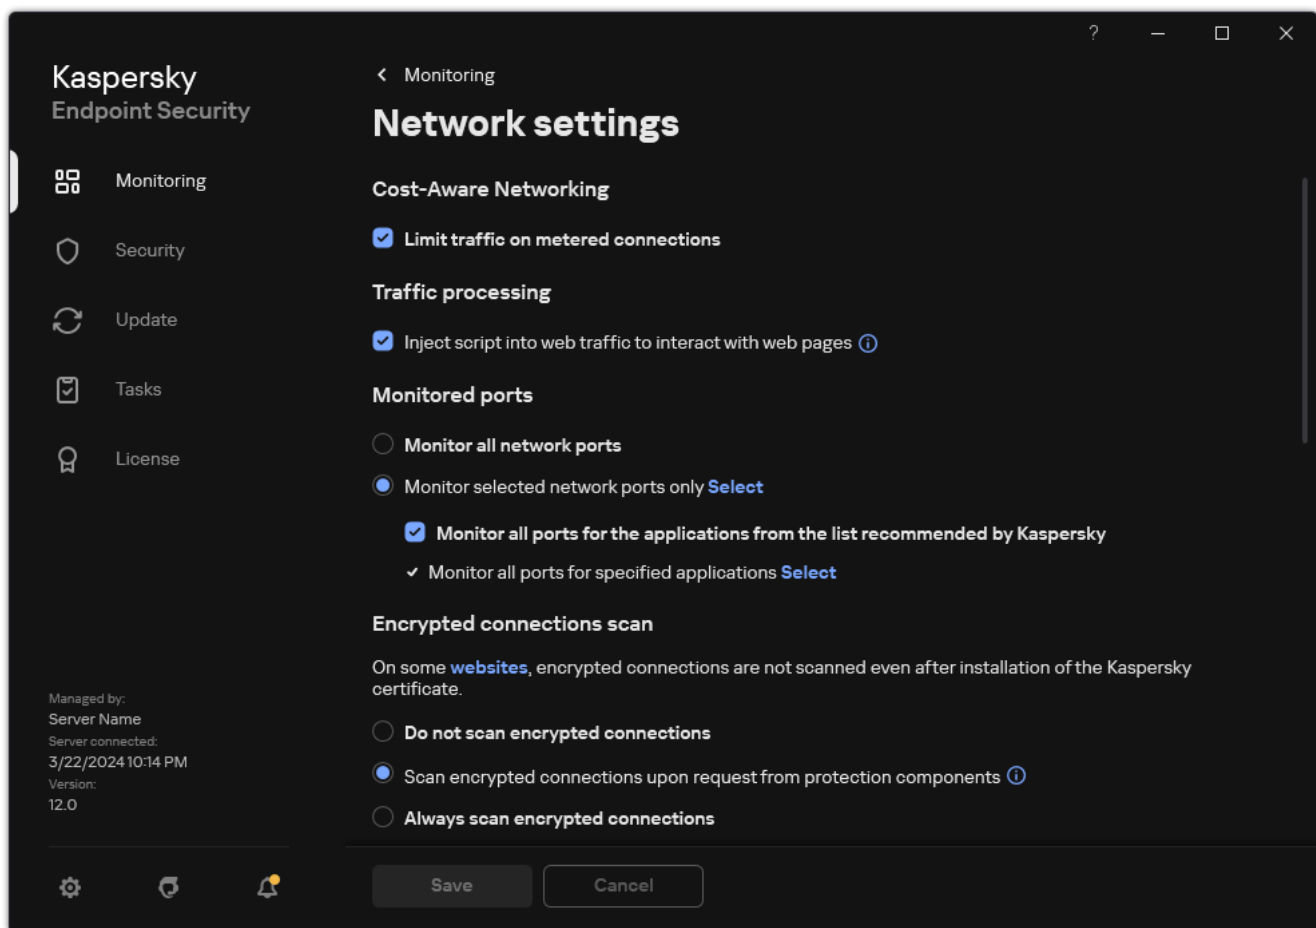 ?
Kaspersky
Endpoint Security
Monitoring
Security
Update
Tasks
License
Managed by:
Server Name
Server connected:
3/22/2024 10:14 PM
Version:
12.0
Monitoring
Network settings
Cost-Aware Networking
Limit traffic on metered connections
Traffic processing
Inject script into web traffic to interact with web pages
Monitored ports
Monitor all network ports
Monitor selected network ports only Select
Monitor all ports for the applications from the list recommended by Kaspersky
Monitor all ports for specified applications Select
Encrypted connections scan
On some websites, encrypted connections are not scanned even after installation of the Kaspersky
certificate.
Do not scan encrypted connections
Scan encrypted connections upon request from protection components
Always scan encrypted connections
Save
Cancel